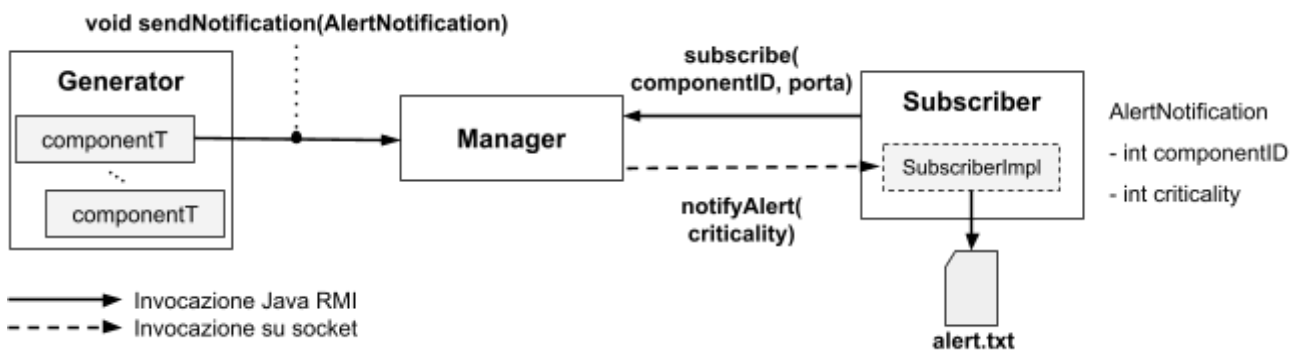 void sendNotification(AlertNotification)
Generator
componentT
componentT
Manager
subscribe(
componentID, porta)
notifyAlert(
criticality)
Subscriber
SubscriberImpl
alert.txt
AlertNotification
- int componentID
- int criticality
Invocazione Java RMI
Invocazione su socket